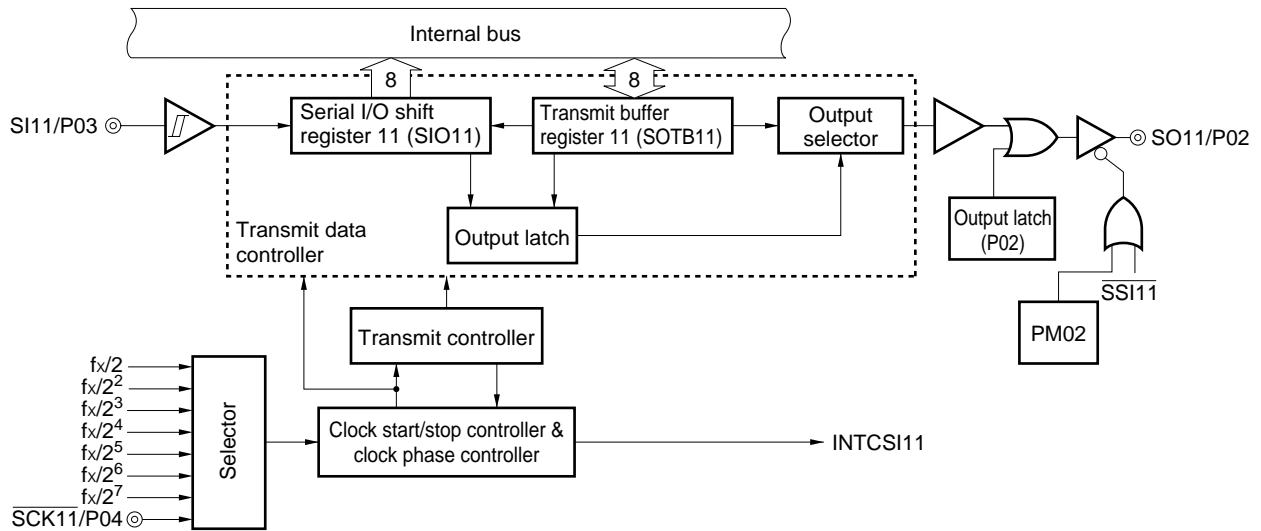 Internal bus
8
8
SI11/P03
Serial I/O shift
register 11 (SIO11)
Transmit buffer
register 11 (SOTB11)
Output
selector
SO11/P02
Transmit data
controller
Output latch
Output latch
(P02)
SSI11
PM02
Transmit controller
fx/2
fx/2²
fx/2³
fx/2⁴
fx/2⁵
fx/2⁶
fx/2⁷
SCK11/P04
Selector
Clock start/stop controller &
clock phase controller
INTCSI11